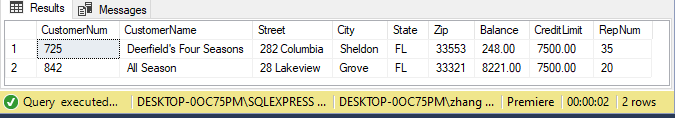 Results Messages
CustomerNum CustomerName Street City State Zip Balance CreditLimit RepNum
1 725 Deerfield's Four Seasons 282 Columbia Sheldon FL 33553 248.00 7500.00 35
2 842 All Season 28 Lakeview Grove FL 33321 8221.00 7500.00 20
Query executed... DESKTOP-0OC75PM\SQLEXPRESS ... DESKTOP-0OC75PM\zhang ... Premiere 00:00:02 2 rows